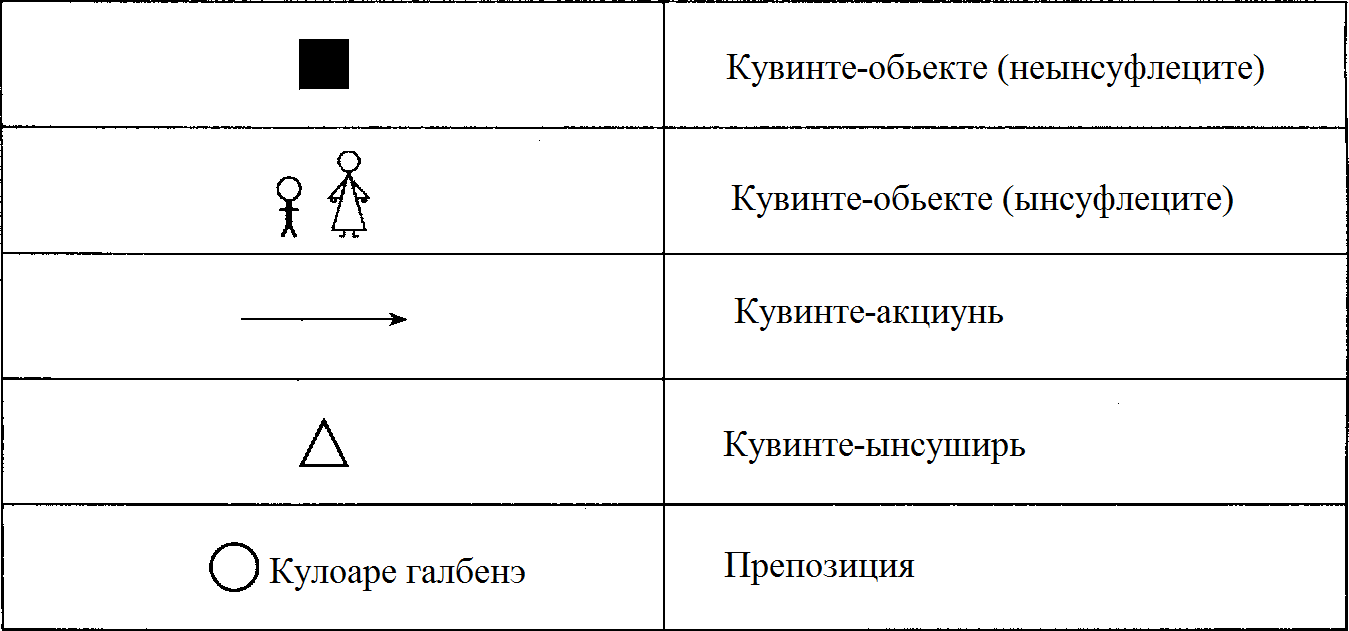 Кувинте-обьекте (неынсуфлеците)
Кувинте-обьекте (ынсуфлеците)
Кувинте-акциунь
Кувинте-ынсуширь
Кулоаре галбенэ Препозиция